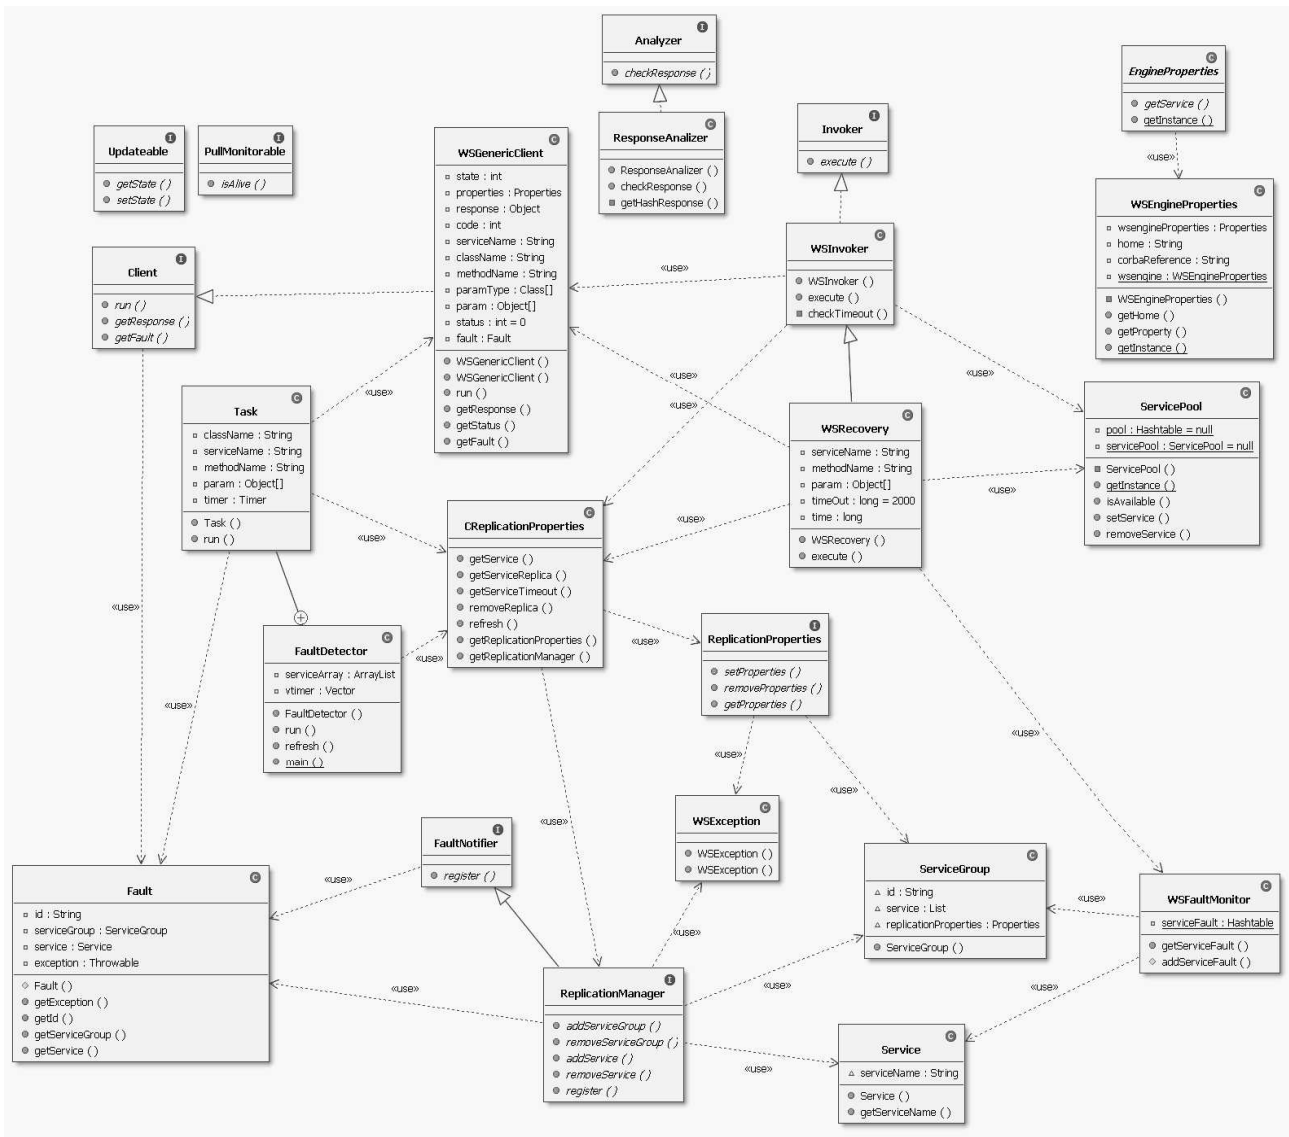 I
Analyzer
checkResponse ( )
C
EngineProperties
getService ( )
getInstance ( )
«use»
I
Updateable
getState ( )
setState ( )
I
PullMonitorable
isAlive ( )
C
WSGenericClient
state : int
properties : Properties
response : Object
code : int
serviceName : String
className : String
methodName : String
paramType : Class[]
param : Object[]
status : int = 0
fault : Fault
WSGenericClient ( )
WSGenericClient ( )
run ( )
getResponse ( )
getStatus ( )
getFault ( )
C
ResponseAnalizer
ResponseAnalizer ( )
checkResponse ( )
getHashResponse ( )
I
Invoker
execute ( )
C
WSEngineProperties
wsengineProperties : Properties
home : String
corbaReference : String
wsengine : WSEngineProperties
WSEngineProperties ( )
getHome ( )
getProperty ( )
getInstance ( )
C
WSInvoker
WSInvoker ( )
execute ( )
checkTimeout ( )
I
Client
run ( )
getResponse ( )
getFault ( )
«use»
«use»
«use»
«use»
«use»
C
Task
className : String
serviceName : String
methodName : String
param : Object[]
timer : Timer
Task ( )
run ( )
C
WSRecovery
serviceName : String
methodName : String
param : Object[]
timeOut : long = 2000
time : long
WSRecovery ( )
execute ( )
C
ServicePool
pool : Hashtable = null
servicePool : ServicePool = null
ServicePool ( )
getInstance ( )
isAvailable ( )
setService ( )
removeService ( )
«use»
«use»
«use»
C
CReplicationProperties
getService ( )
getServiceReplica ( )
getServiceTimeout ( )
removeReplica ( )
refresh ( )
getReplicationProperties ( )
getReplicationManager ( )
«use»
«use»
«use»
C
FaultDetector
serviceArray : ArrayList
vtimer : Vector
FaultDetector ( )
run ( )
refresh ( )
main ( )
I
ReplicationProperties
setProperties ( )
removeProperties ( )
getProperties ( )
«use»
«use»
«use»
«use»
«use»
I
FaultNotifier
register ( )
C
WSException
WSException ( )
WSException ( )
C
ServiceGroup
id : String
service : List
replicationProperties : Properties
ServiceGroup ( )
C
WSFaultMonitor
serviceFault : Hashtable
getServiceFault ( )
addServiceFault ( )
C
Fault
id : String
serviceGroup : ServiceGroup
service : Service
exception : Throwable
Fault ( )
getException ( )
getId ( )
getServiceGroup ( )
getService ( )
«use»
«use»
«use»
«use»
«use»
«use»
«use»
I
ReplicationManager
addServiceGroup ( )
removeServiceGroup ( )
addService ( )
removeService ( )
register ( )
C
Service
serviceName : String
Service ( )
getServiceName ( )